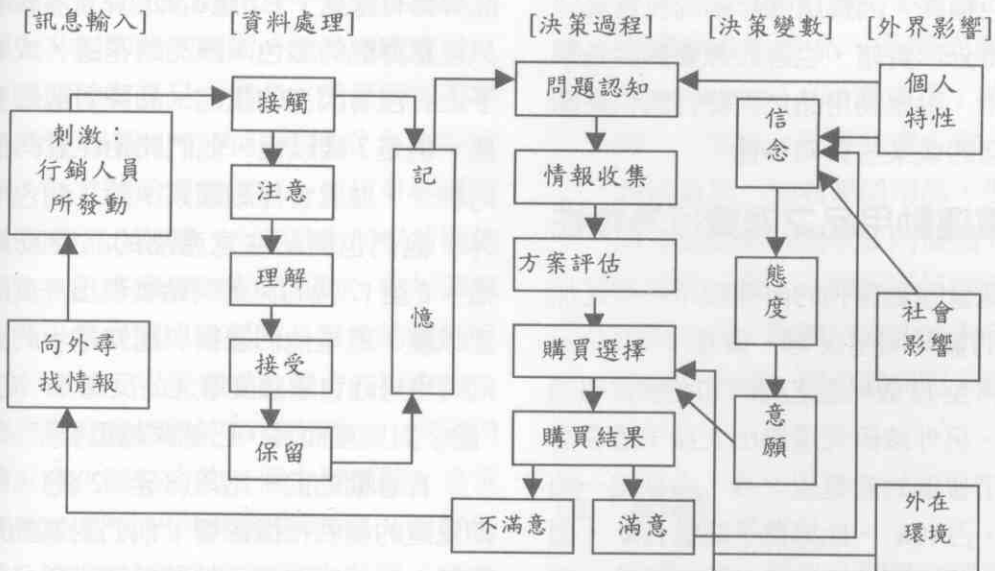 [訊息輸入]
[資料處理]
[決策過程]
[決策變數]
[外界影響]
刺激
行銷人員
所發動
向外尋
找情報
接觸
注意
理解
接受
保留
記
憶
問題認知
情報收集
方案評估
購買選擇
購買結果
不滿意
滿意
信
念
態
度
意
願
個人
特性
社會
影響
外在
環境